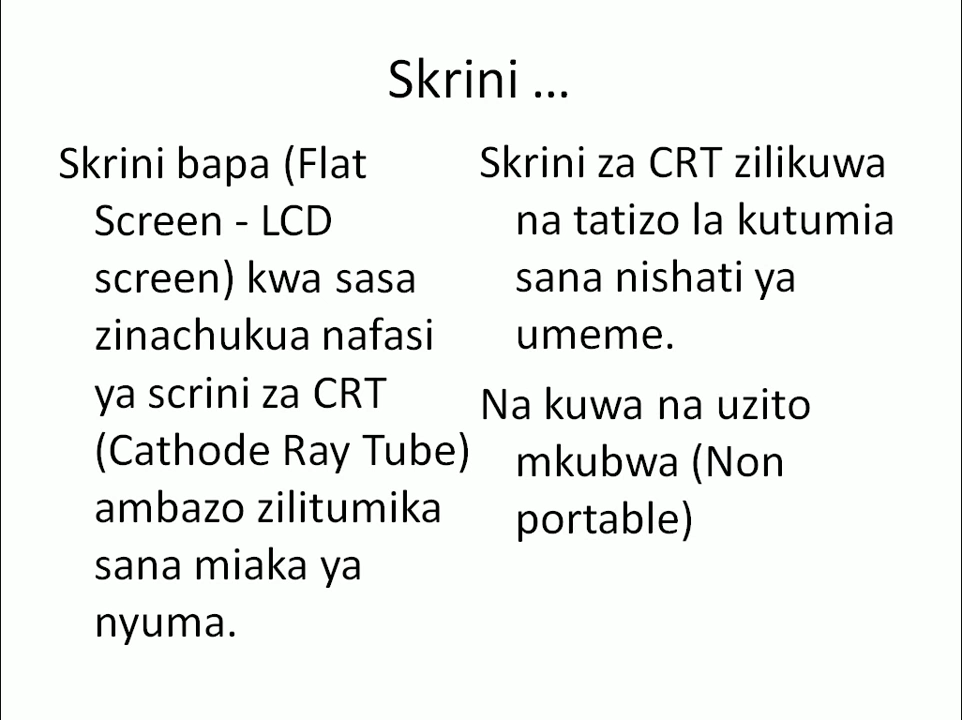 Skrini ...
Skrini bapa (Flat
Screen - LCD
screen) kwa sasa
zinachukua nafasi
ya scrini za CRT
(Cathode Ray Tube)
ambazo zilitumika
sana miaka ya
nyuma.
Skrini za CRT zilikuwa
na tatizo la kutumia
sana nishati ya
umeme.
Na kuwa na uzito
mkubwa (Non
portable)